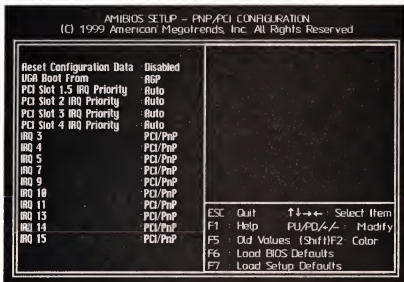 AMIBIOS SETUP - PNP/PCI CONFIGURATION
(C) 1999 American Megatrends, Inc. All Rights Reserved
Reset Configuration Data : Disabled
VGA Boot From : AGP
PCI Slot 1.5 IRQ Priority : Auto
PCI Slot 2 IRQ Priority : Auto
PCI Slot 3 IRQ Priority : Auto
PCI Slot 4 IRQ Priority : Auto
IRQ 3 : PCI/PnP
IRQ 4 : PCI/PnP
IRQ 5 : PCI/PnP
IRQ 7 : PCI/PnP
IRQ 9 : PCI/PnP
IRQ 10 : PCI/PnP
IRQ 11 : PCI/PnP
IRQ 13 : PCI/PnP
IRQ 14 : PCI/PnP
IRQ 15 : PCI/PnP
ESC : Quit ↑↓→← : Select Item
F1 : Help PU/PD/+/- : Modify
F5 : Old Values (Shift)F2 : Color
F6 : Load BIOS Defaults
F7 : Load Setup Defaults